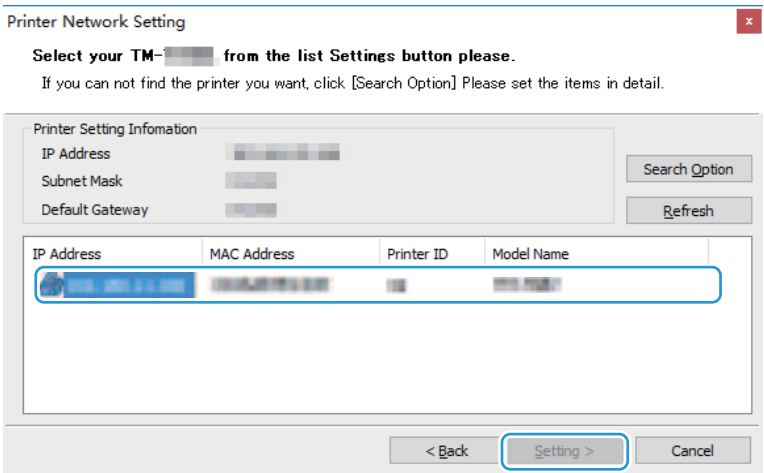 Printer Network Setting
x
Select your TM- from the list Settings button please.
If you can not find the printer you want, click [Search Option] Please set the items in detail.
Printer Setting Infomation
IP Address
Subnet Mask
Default Gateway
Search Option
Refresh
IP Address MAC Address Printer ID Model Name
< Back Setting > Cancel